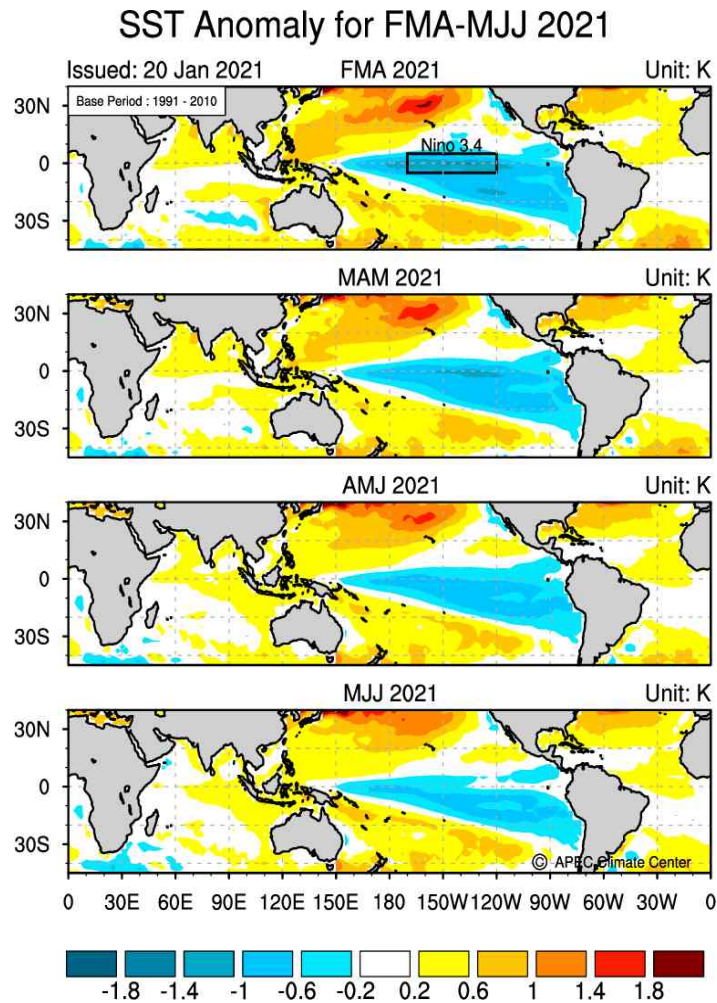 SST Anomaly for FMA-MJJ 2021
Issued: 20 Jan 2021 FMA 2021 Unit: K
Base Period : 1991 - 2010
30N
Nino 3.4
0
30S
MAM 2021 Unit: K
30N
0
30S
AMJ 2021 Unit: K
30N
0
30S
MJJ 2021 Unit: K
30N
0
30S
© APEC Climate Center
0 30E 60E 90E 120E 150E 180 150W 120W 90W 60W 30W 0
-1.8 -1.4 -1 -0.6 -0.2 0.2 0.6 1 1.4 1.8